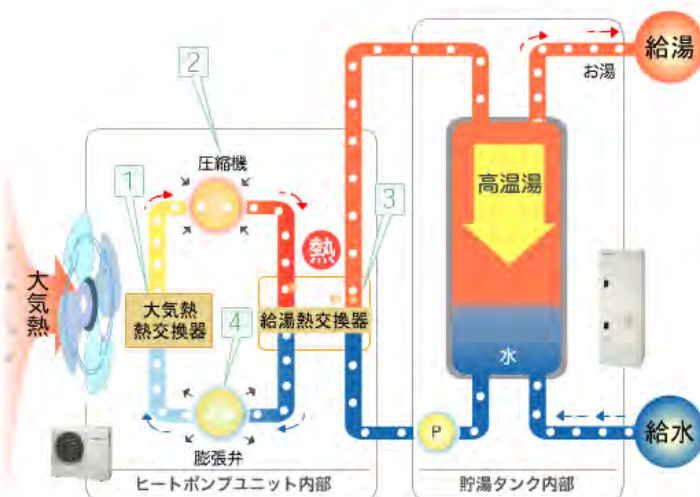 給湯
お湯
2
圧縮機
1
3
高温湯
熱
大気熱
大気熱
熱交換器
給湯熱交換器
4
水
P
給水
膨張弁
ヒートポンプユニット内部
貯湯タンク内部